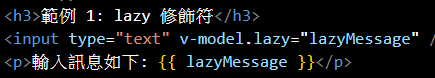 <h3>範例 1: lazy 修飾符</h3>
<input type="text" v-model.lazy="lazyMessage" /
<p>輸入訊息如下: {{ lazyMessage }}</p>